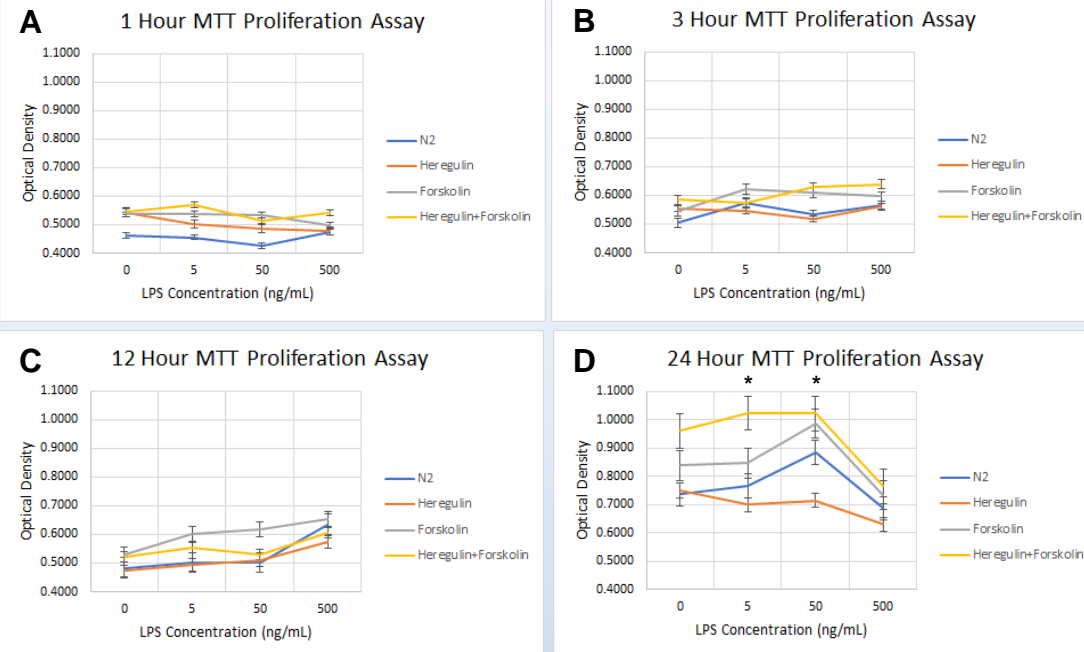 A
1 Hour MTT Proliferation Assay
1.1000
1.0000
0.9000
0.8000
0.7000
0.6000
0.5000
0.4000
Optical Density
0 5 50 500
LPS Concentration (ng/mL)
N2
Heregulin
Forskolin
Heregulin+Forskolin
B
3 Hour MTT Proliferation Assay
1.1000
1.0000
0.9000
0.8000
0.7000
0.6000
0.5000
0.4000
Optical Density
0 5 50 500
LPS Concentration (ng/mL)
N2
Heregulin
Forskolin
Heregulin+Forskolin
C
12 Hour MTT Proliferation Assay
1.1000
1.0000
0.9000
0.8000
0.7000
0.6000
0.5000
0.4000
Optical Density
0 5 50 500
LPS Concentration (ng/mL)
N2
Heregulin
Forskolin
Heregulin+Forskolin
D
24 Hour MTT Proliferation Assay
* *
1.1000
1.0000
0.9000
0.8000
0.7000
0.6000
0.5000
0.4000
Optical Density
0 5 50 500
LPS Concentration (ng/mL)
N2
Heregulin
Forskolin
Heregulin+Forskolin